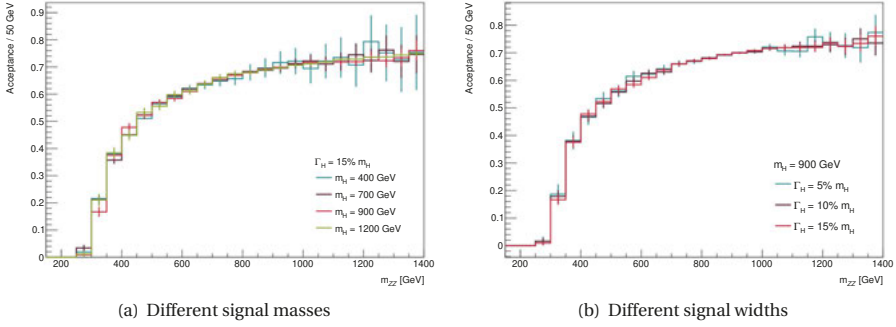 Acceptance / 50 GeV
0.9
0.8
0.7
0.6
0.5
0.4
0.3
0.2
0.1
0
Γ_H = 15% m_H
m_H = 400 GeV
m_H = 700 GeV
m_H = 900 GeV
m_H = 1200 GeV
200 400 600 800 1000 1200 1400
m_ZZ [GeV]
(a) Different signal masses
Acceptance / 50 GeV
0.8
0.7
0.6
0.5
0.4
0.3
0.2
0.1
0
m_H = 900 GeV
Γ_H = 5% m_H
Γ_H = 10% m_H
Γ_H = 15% m_H
200 400 600 800 1000 1200 1400
m_ZZ [GeV]
(b) Different signal widths